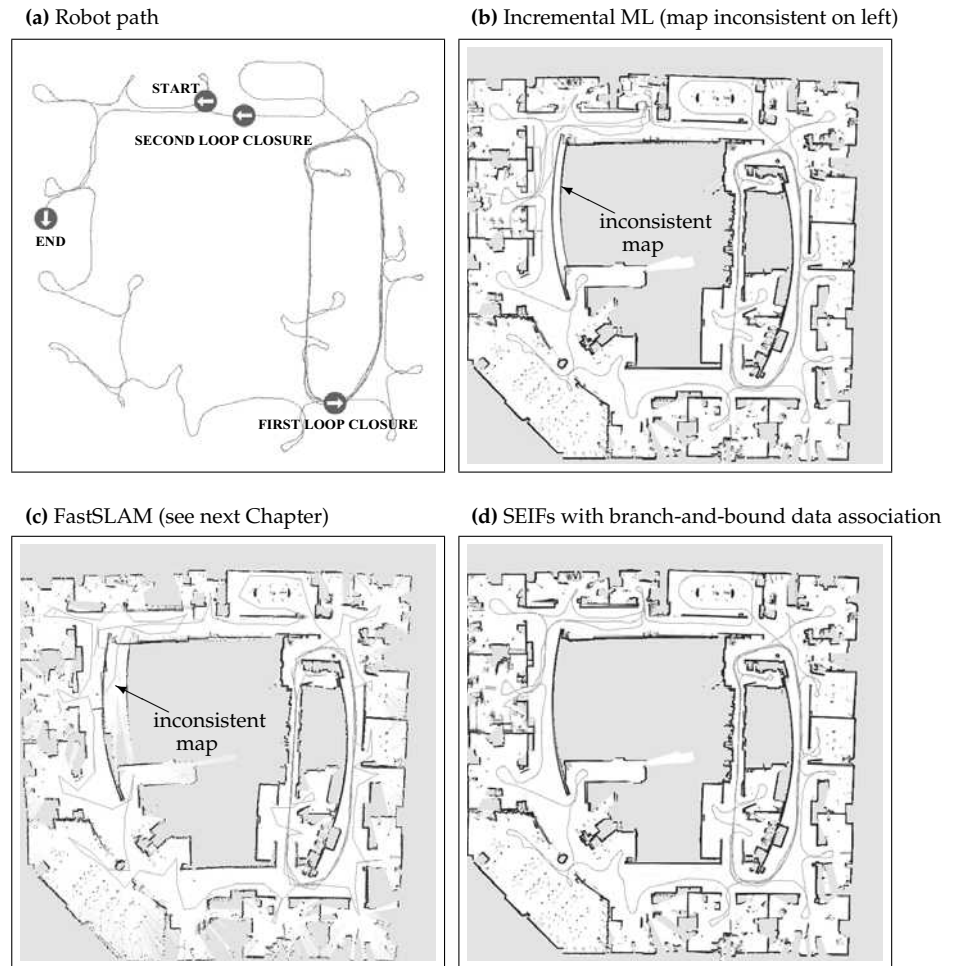 (a) Robot path
(b) Incremental ML (map inconsistent on left)
START
SECOND LOOP CLOSURE
END
FIRST LOOP CLOSURE
inconsistent
map
(c) FastSLAM (see next Chapter)
(d) SEIFs with branch-and-bound data association
inconsistent
map